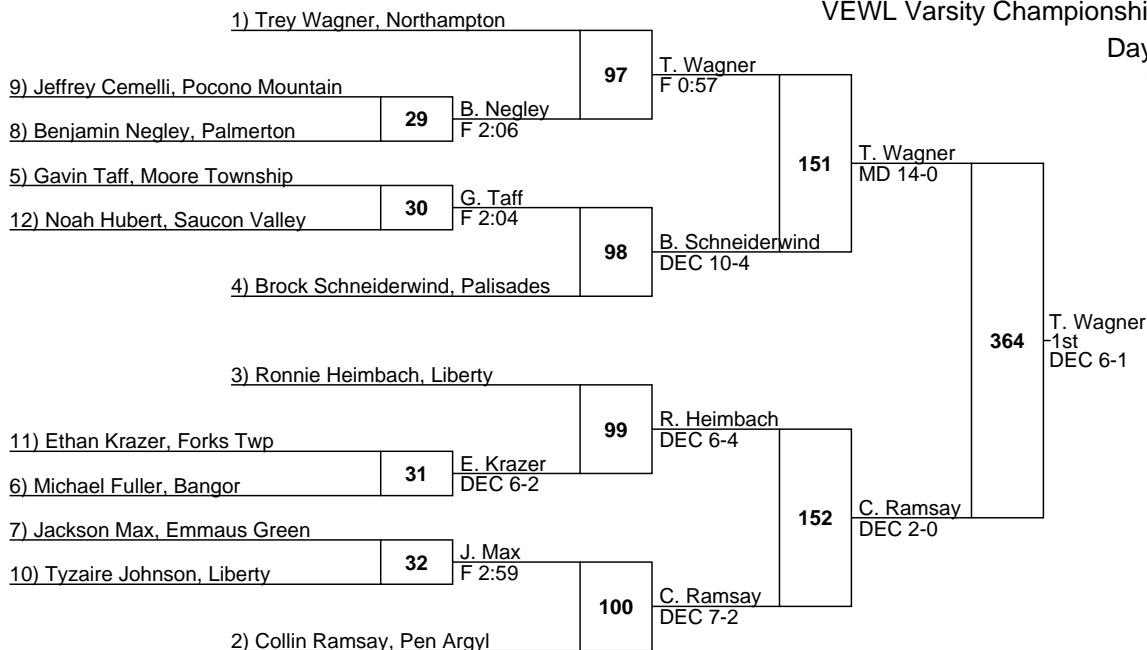 VEWL Varsity Championshi
Day
1) Trey Wagner, Northampton
97
T. Wagner
F 0:57
9) Jeffrey Cemelli, Pocono Mountain
29
B. Negley
F 2:06
8) Benjamin Negley, Palmerton
151
T. Wagner
MD 14-0
5) Gavin Taff, Moore Township
30
G. Taff
F 2:04
12) Noah Hubert, Saucon Valley
98
B. Schneiderwind
DEC 10-4
4) Brock Schneiderwind, Palisades
364
T. Wagner
1st
DEC 6-1
3) Ronnie Heimbach, Liberty
99
R. Heimbach
DEC 6-4
11) Ethan Krazer, Forks Twp
31
E. Krazer
DEC 6-2
6) Michael Fuller, Bangor
152
C. Ramsay
DEC 2-0
7) Jackson Max, Emmaus Green
32
J. Max
F 2:59
10) Tyzaire Johnson, Liberty
100
C. Ramsay
DEC 7-2
2) Collin Ramsay, Pen Argyl